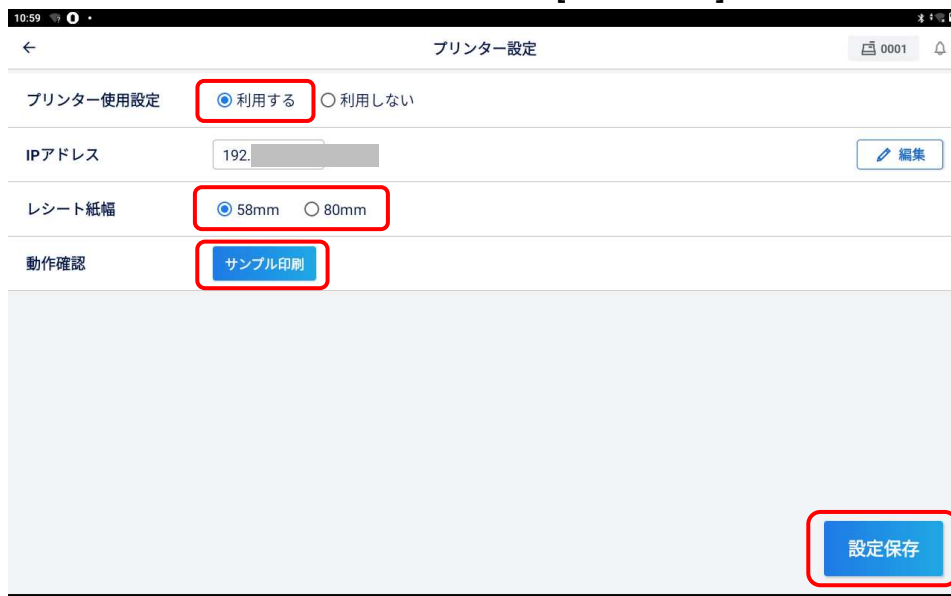 10:59
プリンター設定
0001
プリンター使用設定 利用する 利用しない
IPアドレス 192. 編集
レシート紙幅 58mm 80mm
動作確認 サンプル印刷
設定保存